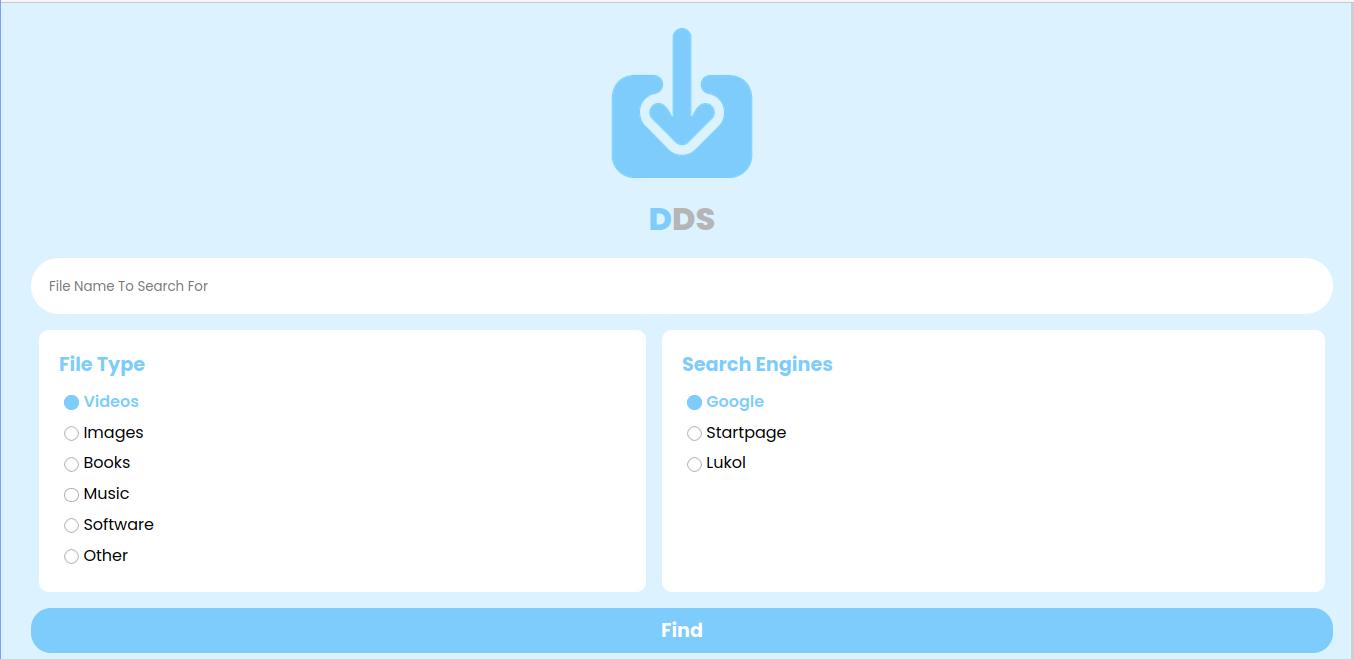 DDS
File Name To Search For
File Type
Videos
Images
Books
Music
Software
Other
Search Engines
Google
Startpage
Lukol
Find